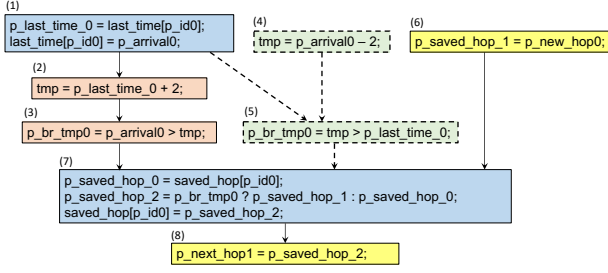 (1)
p_last_time_0 = last_time[p_id0];
last_time[p_id0] = p_arrival0;
(4)
tmp = p_arrival0 – 2;
(6)
p_saved_hop_1 = p_new_hop0;
(2)
tmp = p_last_time_0 + 2;
(3)
p_br_tmp0 = p_arrival0 > tmp;
(5)
p_br_tmp0 = tmp > p_last_time_0;
(7)
p_saved_hop_0 = saved_hop[p_id0];
p_saved_hop_2 = p_br_tmp0 ? p_saved_hop_1 : p_saved_hop_0;
saved_hop[p_id0] = p_saved_hop_2;
(8)
p_next_hop1 = p_saved_hop_2;